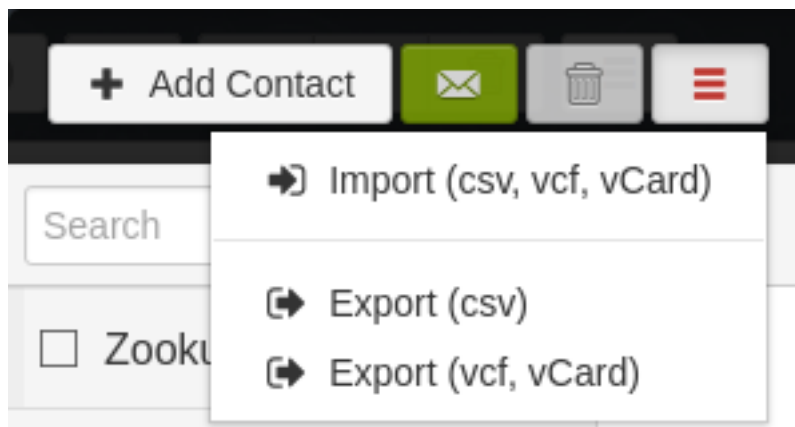 Add Contact
Import (csv, vcf, vCard)
Search
Export (csv)
Export (vcf, vCard)